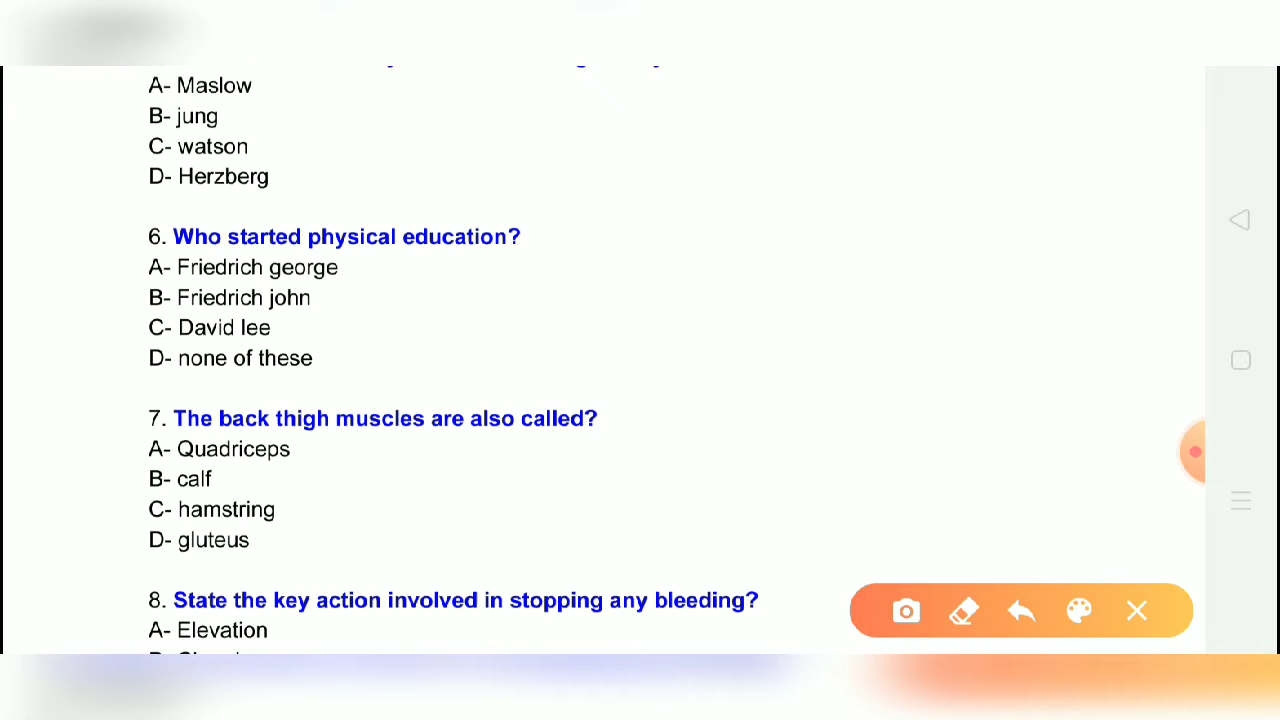 A- Maslow
B- jung
C- watson
D- Herzberg
6. Who started physical education?
A- Friedrich george
B- Friedrich john
C- David lee
D- none of these
7. The back thigh muscles are also called?
A- Quadriceps
B- calf
C- hamstring
D- gluteus
8. State the key action involved in stopping any bleeding?
A- Elevation